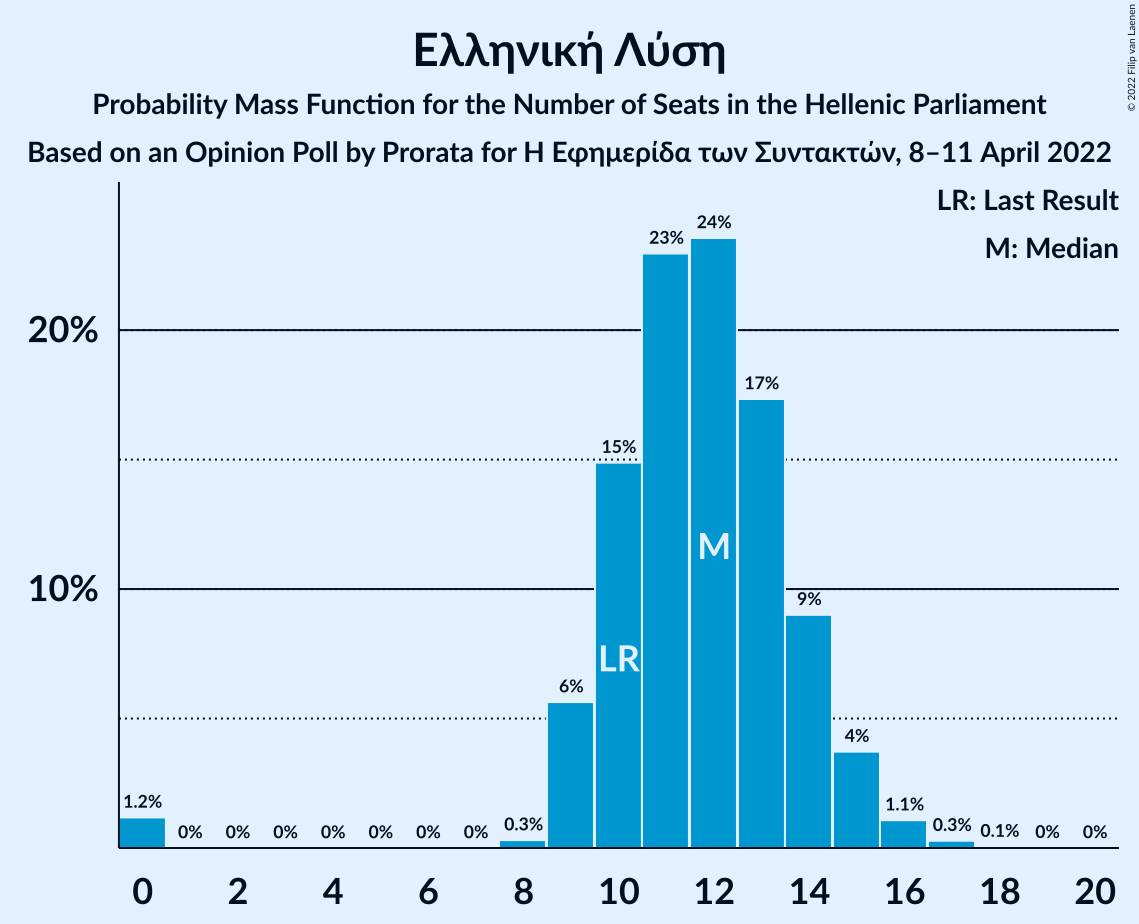 © 2022 Filip van Laenen
Ελληνική Λύση
Probability Mass Function for the Number of Seats in the Hellenic Parliament
Based on an Opinion Poll by Prorata for Η Εφημερίδα των Συντακτών, 8–11 April 2022
LR: Last Result
M: Median
20%
10%
1.2%
0%
0%
0%
0%
0%
0%
0%
0.3%
6%
15%
23%
24%
17%
9%
4%
1.1%
0.3%
0.1%
0%
0%
LR
M
0 2 4 6 8 10 12 14 16 18 20